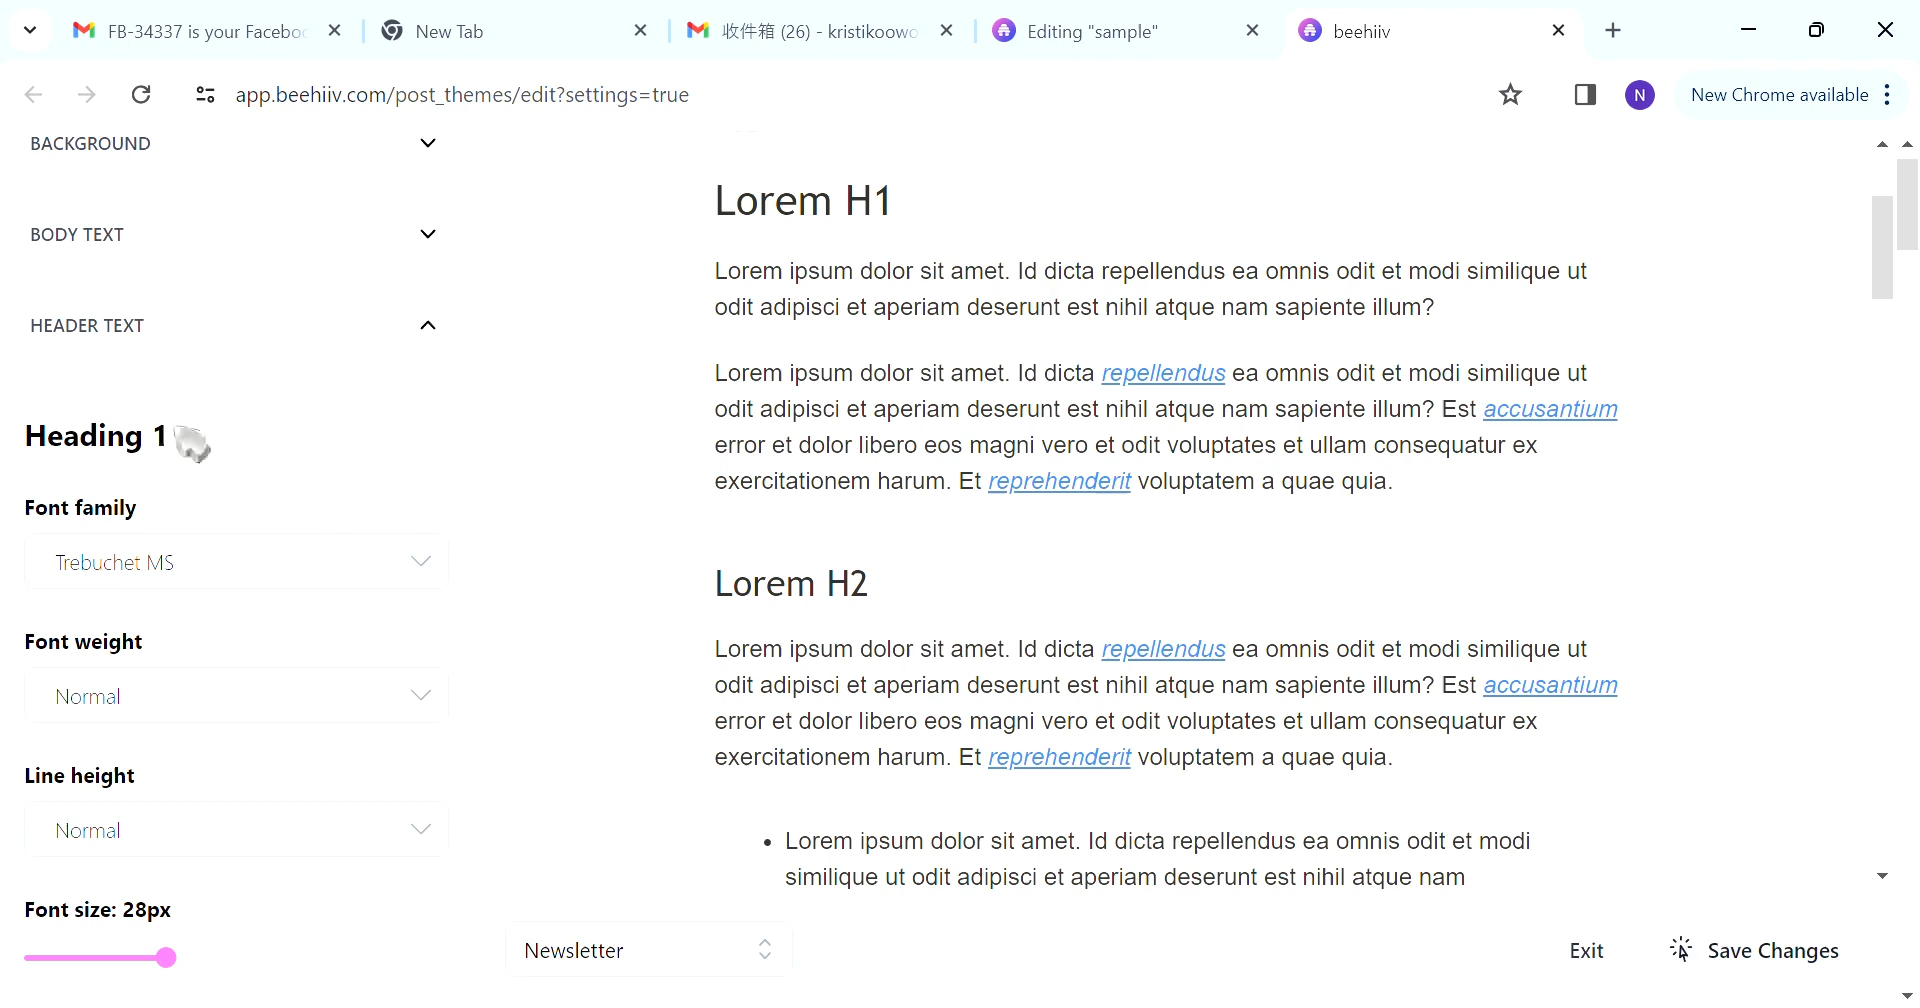 FB-34337 is your Facebo
New Tab
收件箱 (26) - kristikoowo
Editing "sample"
beehiiv
app.beehiiv.com/post_themes/edit?settings=true
N
New Chrome available
BACKGROUND
BODY TEXT
HEADER TEXT
Heading 1
Font family
Trebuchet MS
Font weight
Normal
Line height
Normal
Font size: 28px
Lorem H1
Lorem ipsum dolor sit amet. Id dicta repellendus ea omnis odit et modi similique ut
odit adipisci et aperiam deserunt est nihil atque nam sapiente illum?
Lorem ipsum dolor sit amet. Id dicta repellendus ea omnis odit et modi similique ut
odit adipisci et aperiam deserunt est nihil atque nam sapiente illum? Est accusantium
error et dolor libero eos magni vero et odit voluptates et ullam consequatur ex
exercitationem harum. Et reprehenderit voluptatem a quae quia.
Lorem H2
Lorem ipsum dolor sit amet. Id dicta repellendus ea omnis odit et modi similique ut
odit adipisci et aperiam deserunt est nihil atque nam sapiente illum? Est accusantium
error et dolor libero eos magni vero et odit voluptates et ullam consequatur ex
exercitationem harum. Et reprehenderit voluptatem a quae quia.
• Lorem ipsum dolor sit amet. Id dicta repellendus ea omnis odit et modi
similique ut odit adipisci et aperiam deserunt est nihil atque nam
Newsletter
Exit
Save Changes